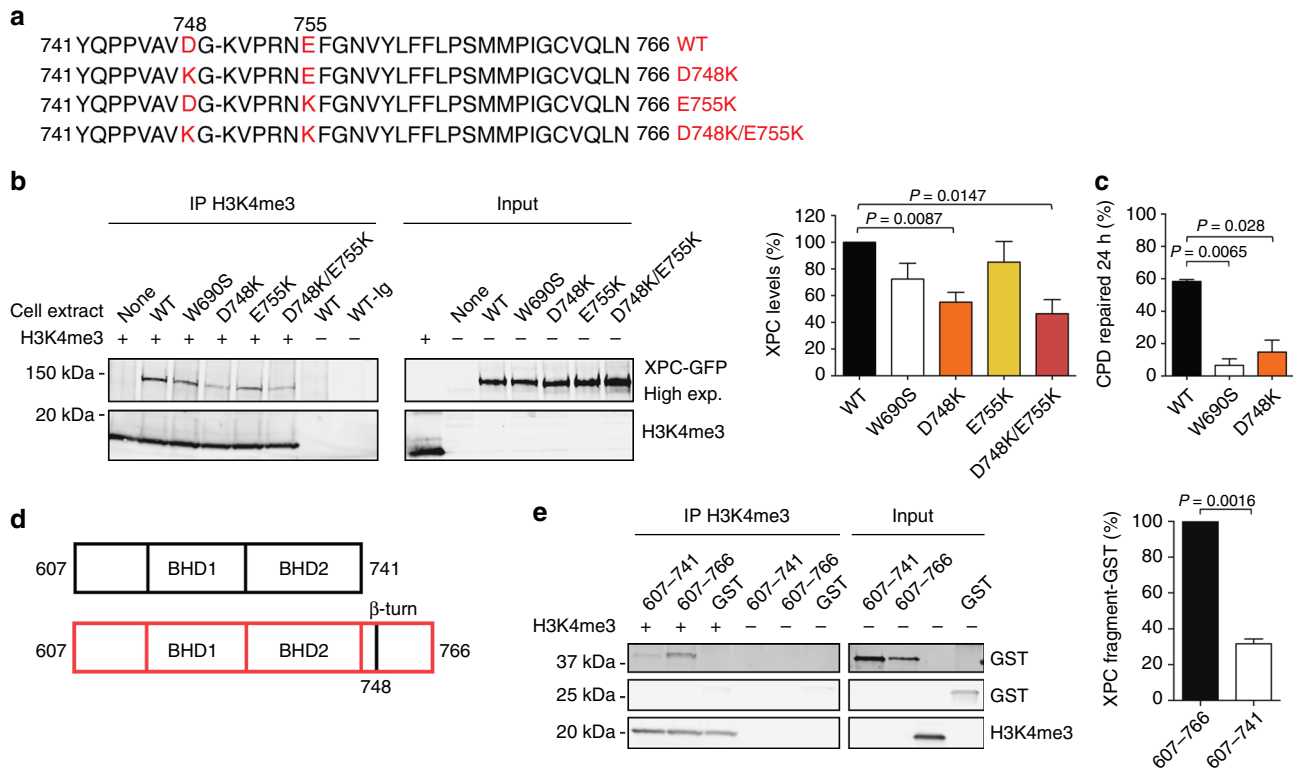 a
748 755
741 YQPPVAVDG-KVPRNEFGNVYLFFLPSMMPIGCVQLN 766 WT
741 YQPPVAVKG-KVPRNEFGNVYLFFLPSMMPIGCVQLN 766 D748K
741 YQPPVAVDG-KVPRNKFGNVYLFFLPSMMPIGCVQLN 766 E755K
741 YQPPVAVKG-KVPRNKFGNVYLFFLPSMMPIGCVQLN 766 D748K/E755K
b
IP H3K4me3 Input
Cell extract None WT W690S D748K E755K D748K/E755K WT WT-Ig None WT W690S D748K E755K D748K/E755K
H3K4me3 + + + + + + – – + – – – – – –
150 kDa - XPC-GFP
High exp.
20 kDa - H3K4me3
P = 0.0147
P = 0.0087
XPC levels (%)
120
100
80
60
40
20
0
WT W690S D748K E755K D748K/E755K
c
P = 0.028
P = 0.0065
CPD repaired 24 h (%)
100
80
60
40
20
0
WT W690S D748K
d
607 BHD1 BHD2 741
β-turn
607 BHD1 BHD2 766
748
e
IP H3K4me3 Input
607–741 607–766 GST 607–741 607–766 GST 607–741 607–766 GST
H3K4me3 + + + – – – – – – –
37 kDa - GST
25 kDa - GST
20 kDa - H3K4me3
P = 0.0016
XPC fragment-GST (%)
100
80
60
40
20
0
607–766 607–741